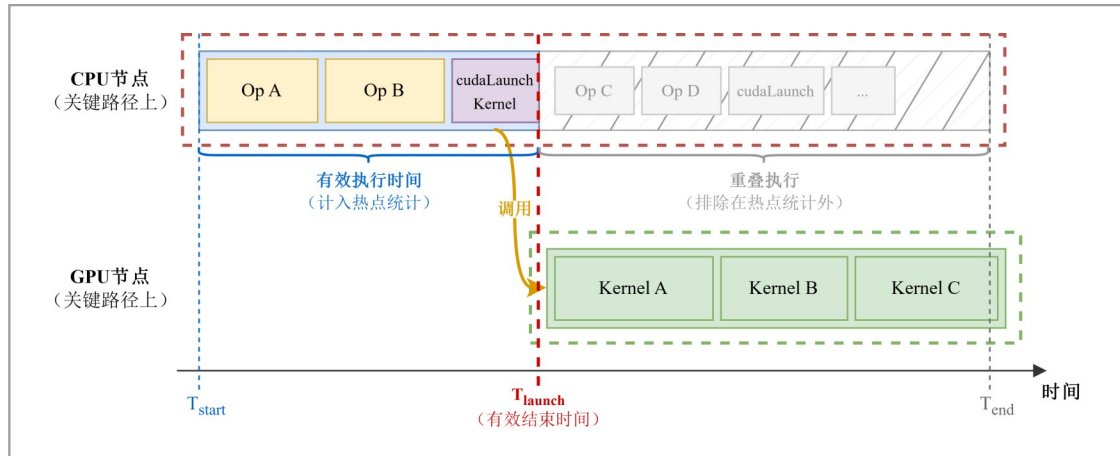 CPU节点
（关键路径上）
Op A
Op B
cudaLaunch
Kernel
Op C
Op D
cudaLaunch
...
有效执行时间
（计入热点统计）
重叠执行
（排除在热点统计外）
调用
GPU节点
（关键路径上）
Kernel A
Kernel B
Kernel C
时间
Tstart
Tlaunch
(有效结束时间)
Tend